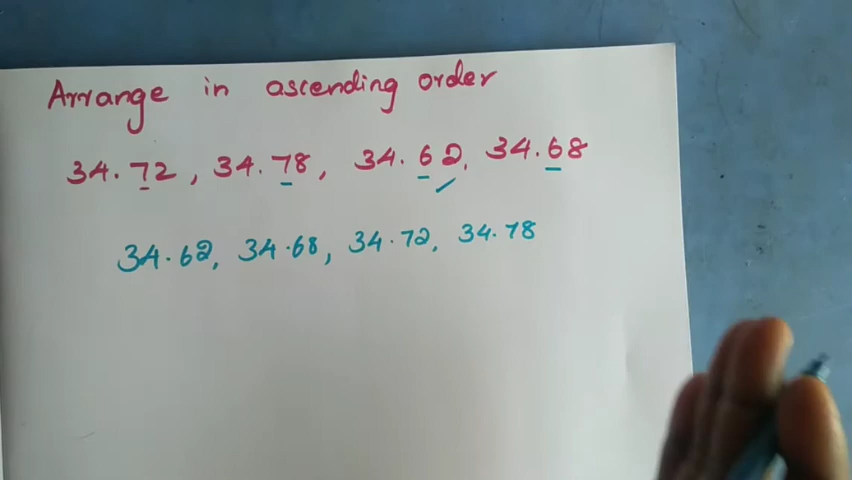 Arrange in ascending order
34.72, 34.78, 34.62, 34.68
34.62, 34.68, 34.72, 34.78